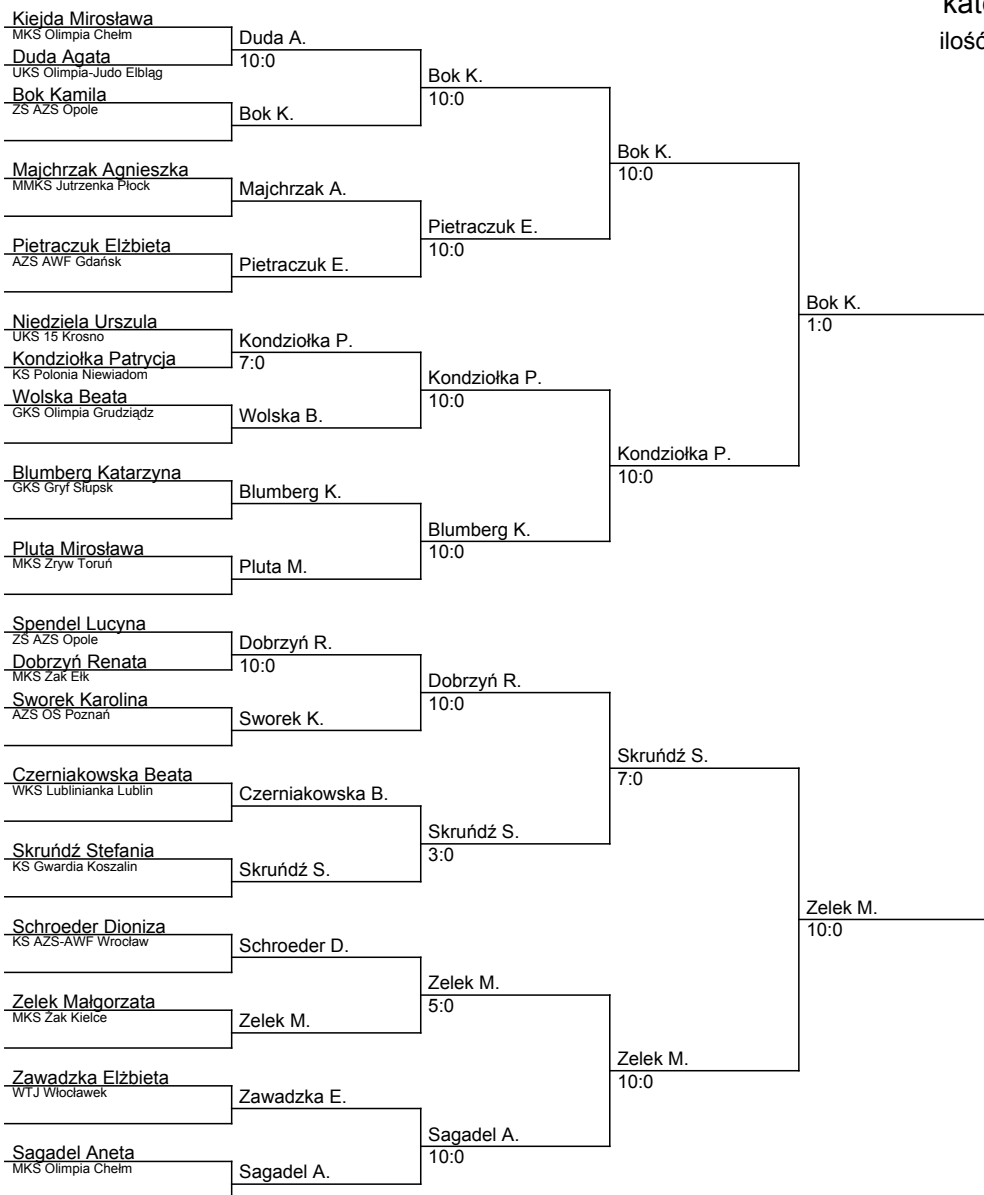 kat
ilość
Kiejda Mirosława
MKS Olimpia Chełm
Duda Agata
UKS Olimpia-Judo Elbląg
Bok Kamila
ZS AZS Opole
Majchrzak Agnieszka
MMKS Jutrzenka Płock
Pietraczuk Elżbieta
AZS AWF Gdańsk
Niedziela Urszula
UKS 15 Krosno
Kondziołka Patrycja
KS Polonia Niewiadom
Wolska Beata
GKS Olimpia Grudziądz
Blumberg Katarzyna
GKS Gryf Słupsk
Pluta Mirosława
MKS Zryw Toruń
Spendel Lucyna
ZS AZS Opole
Dobrzyń Renata
MKS Żak Ełk
Sworek Karolina
AZS OŚ Poznań
Czerniakowska Beata
WKS Lublinianka Lublin
Skruńdź Stefania
KS Gwardia Koszalin
Schroeder Dioniza
KS AZS-AWF Wrocław
Zelek Małgorzata
MKS Żak Kielce
Zawadzka Elżbieta
WTJ Włocławek
Sagadel Aneta
MKS Olimpia Chełm
Duda A.
10:0
Bok K.
Majchrzak A.
Pietraczuk E.
Kondziołka P.
7:0
Wolska B.
Blumberg K.
Pluta M.
Dobrzyń R.
10:0
Sworek K.
Czerniakowska B.
Skruńdź S.
Schroeder D.
Zelek M.
Zawadzka E.
Sagadel A.
Bok K.
10:0
Pietraczuk E.
10:0
Kondziołka P.
10:0
Blumberg K.
10:0
Dobrzyń R.
10:0
Skruńdź S.
3:0
Zelek M.
5:0
Sagadel A.
10:0
Bok K.
10:0
Kondziołka P.
10:0
Skruńdź S.
7:0
Zelek M.
10:0
Bok K.
1:0
Zelek M.
10:0